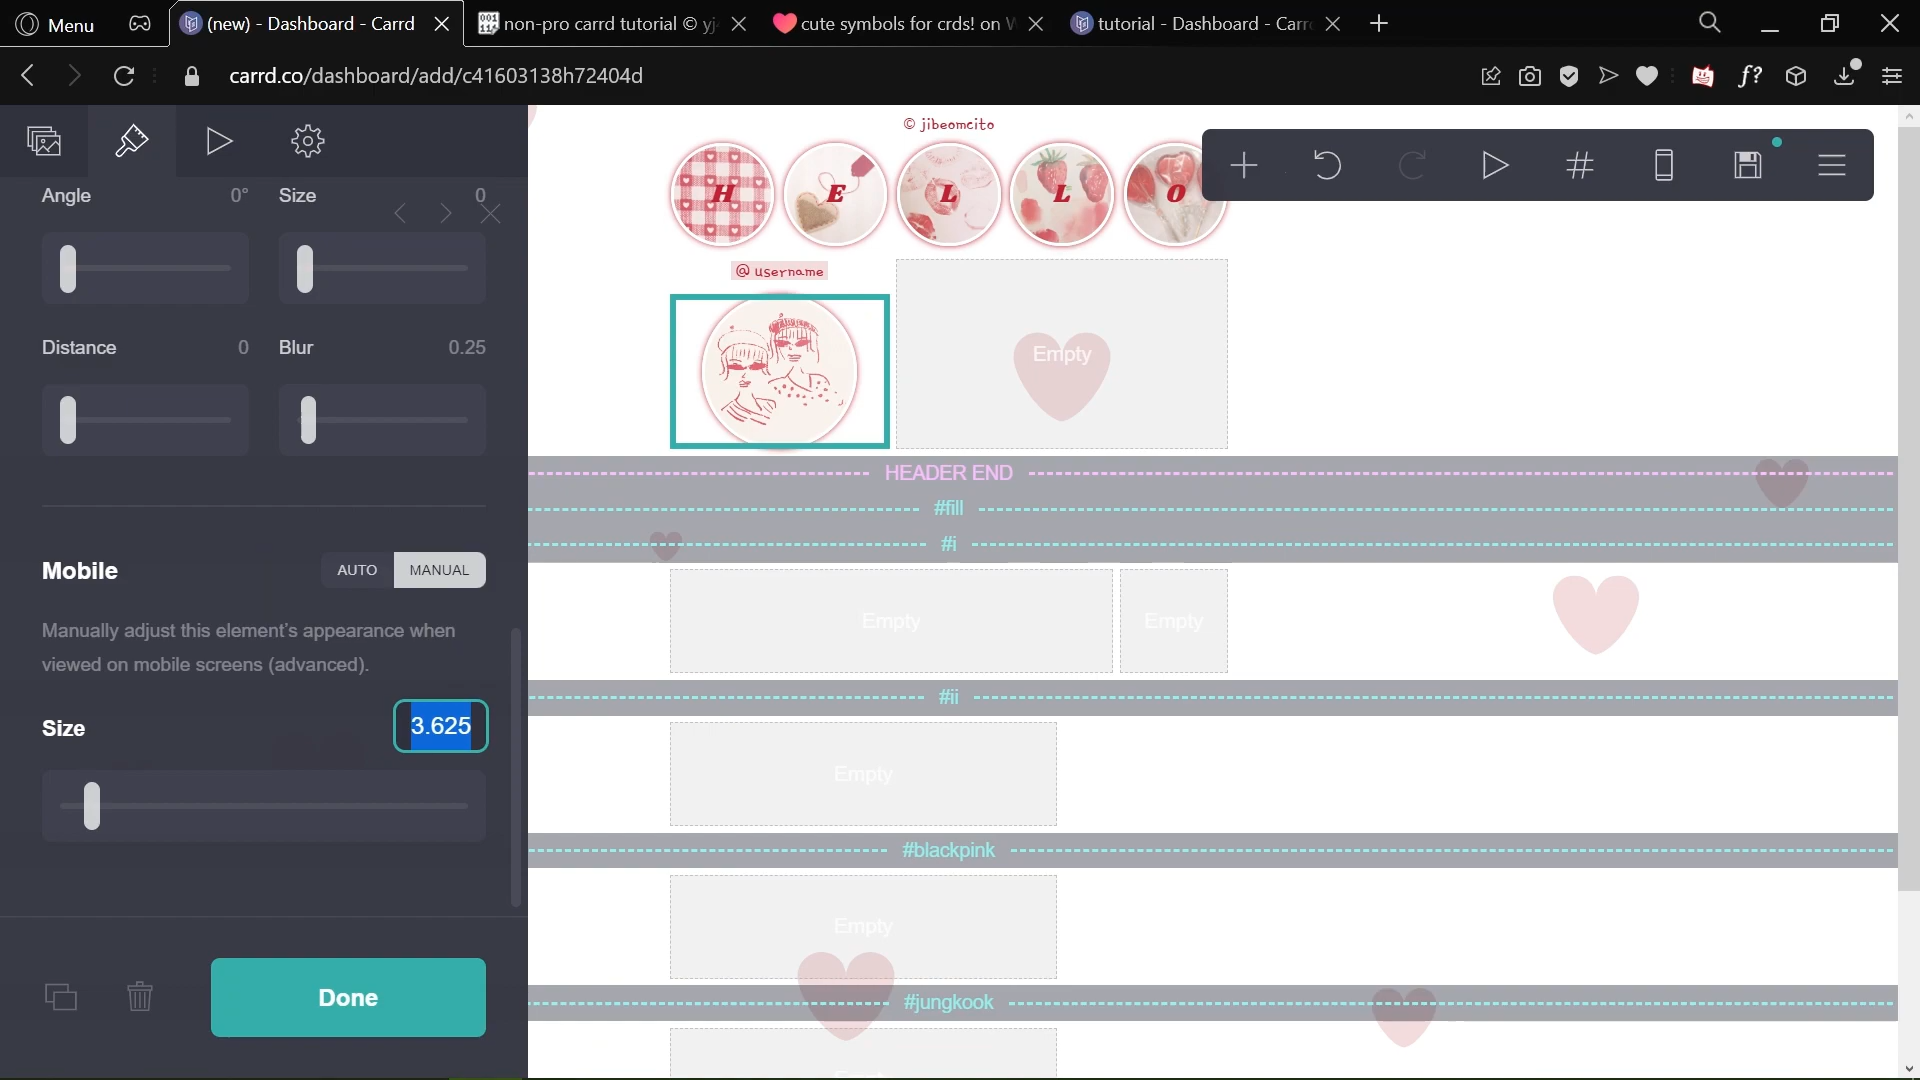 Menu
(new) - Dashboard - Carrd
non-pro carrd tutorial © yj
cute symbols for crds! on W
tutorial - Dashboard - Carr
carrd.co/dashboard/add/c41603138h72404d
f?
Angle 0° Size 0
Distance 0 Blur 0.25
Mobile AUTO MANUAL
Manually adjust this element's appearance when
viewed on mobile screens (advanced).
Size 3.625
Done
© jibeomcito
H E L L O
@ username
Empty
HEADER END
#fill
#i
Empty Empty
#ii
Empty
#blackpink
Empty
#jungkook